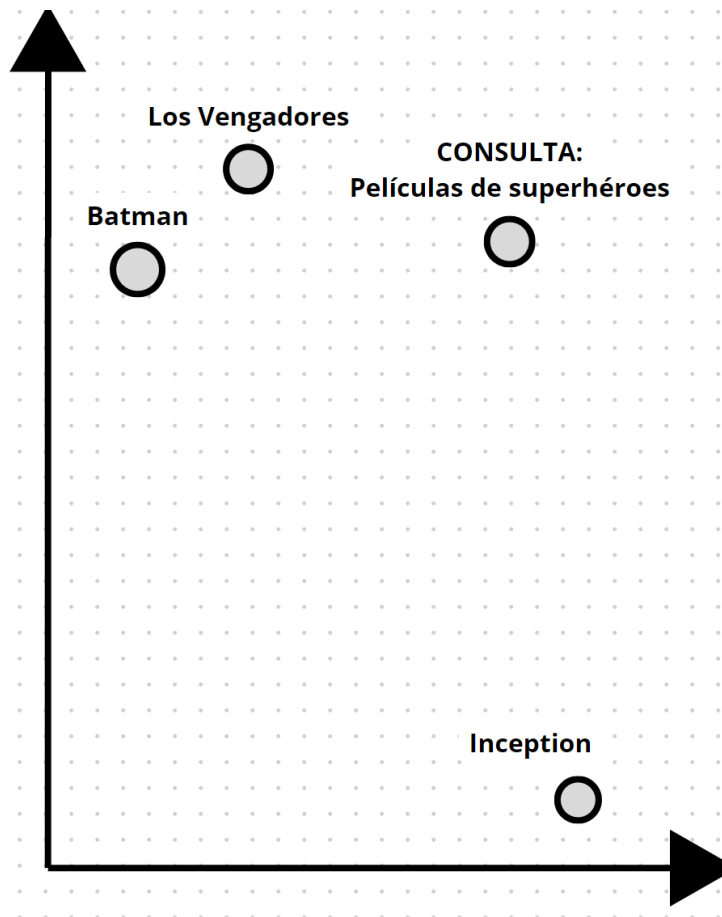 Los Vengadores
CONSULTA:
Películas de superhéroes
Batman
Inception